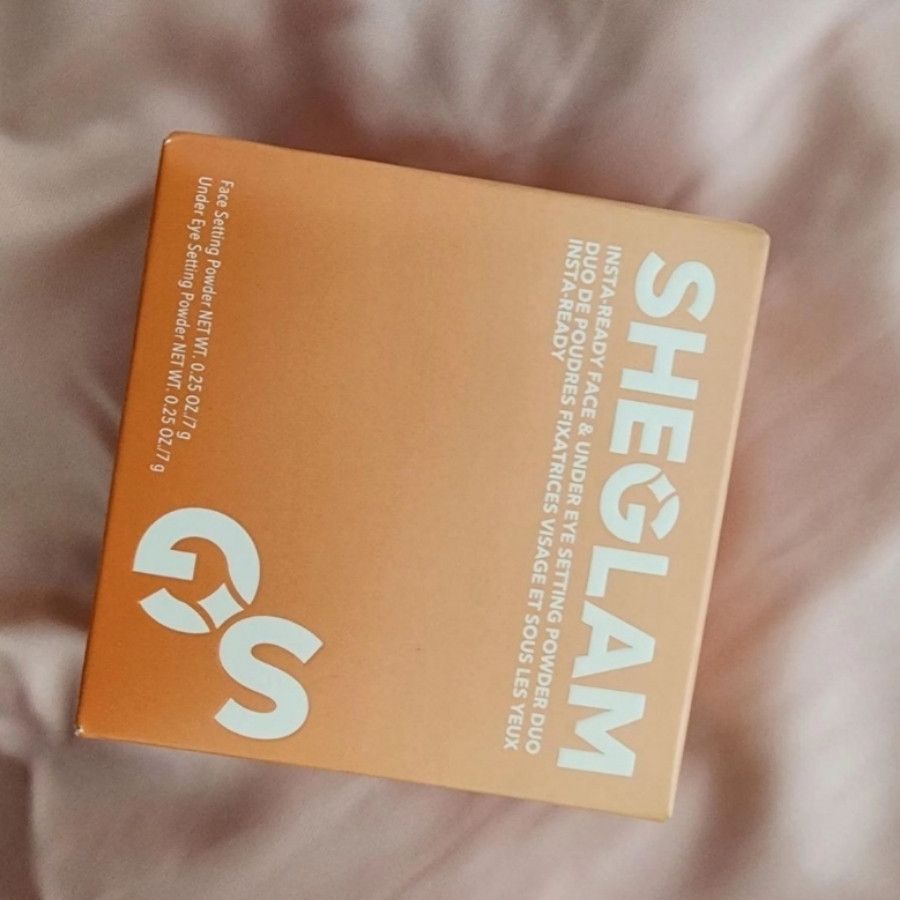 SHEGLAM
INSTA-READY FACE & UNDER EYE SETTING POWDER DUO
DUO DE POUDRES FIXATRICES VISAGE ET SOUS LES YEUX
INSTA-READY
GS
Face Setting Powder NET WT. 0.25 OZ./7 g
Under Eye Setting Powder NET WT. 0.25 OZ./7 g